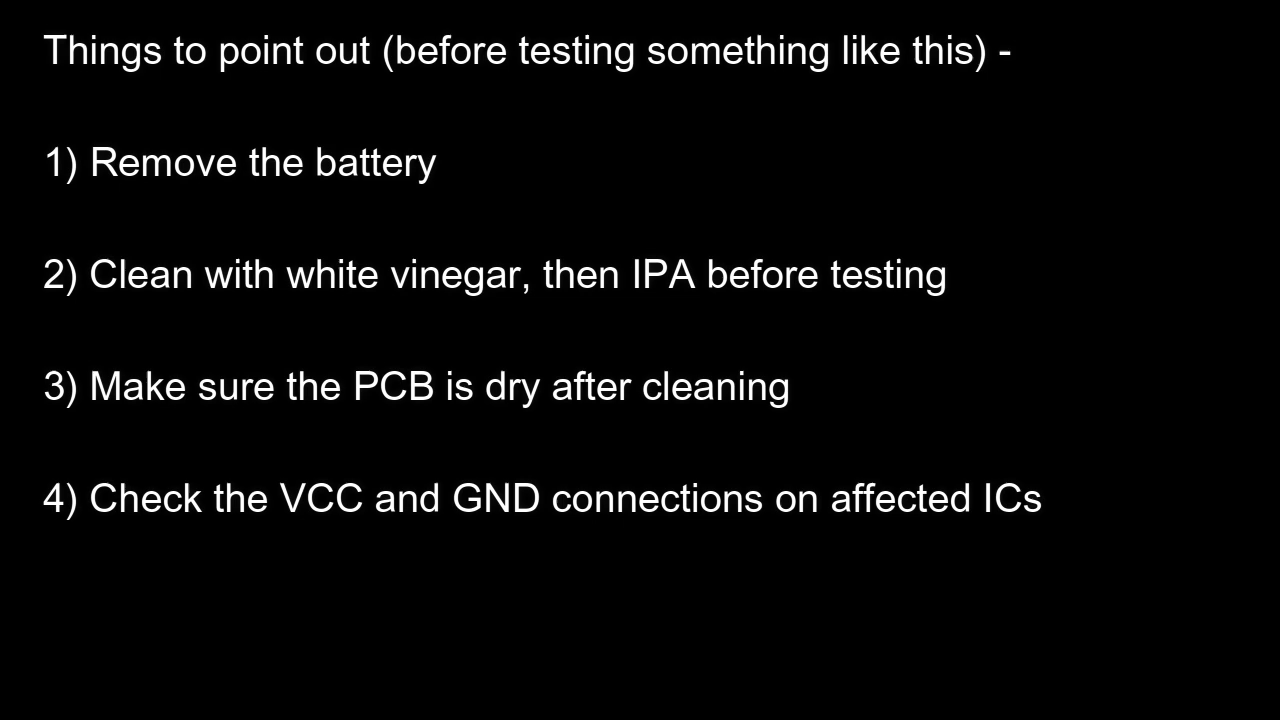 Things to point out (before testing something like this) -
1) Remove the battery
2) Clean with white vinegar, then IPA before testing
3) Make sure the PCB is dry after cleaning
4) Check the VCC and GND connections on affected ICs